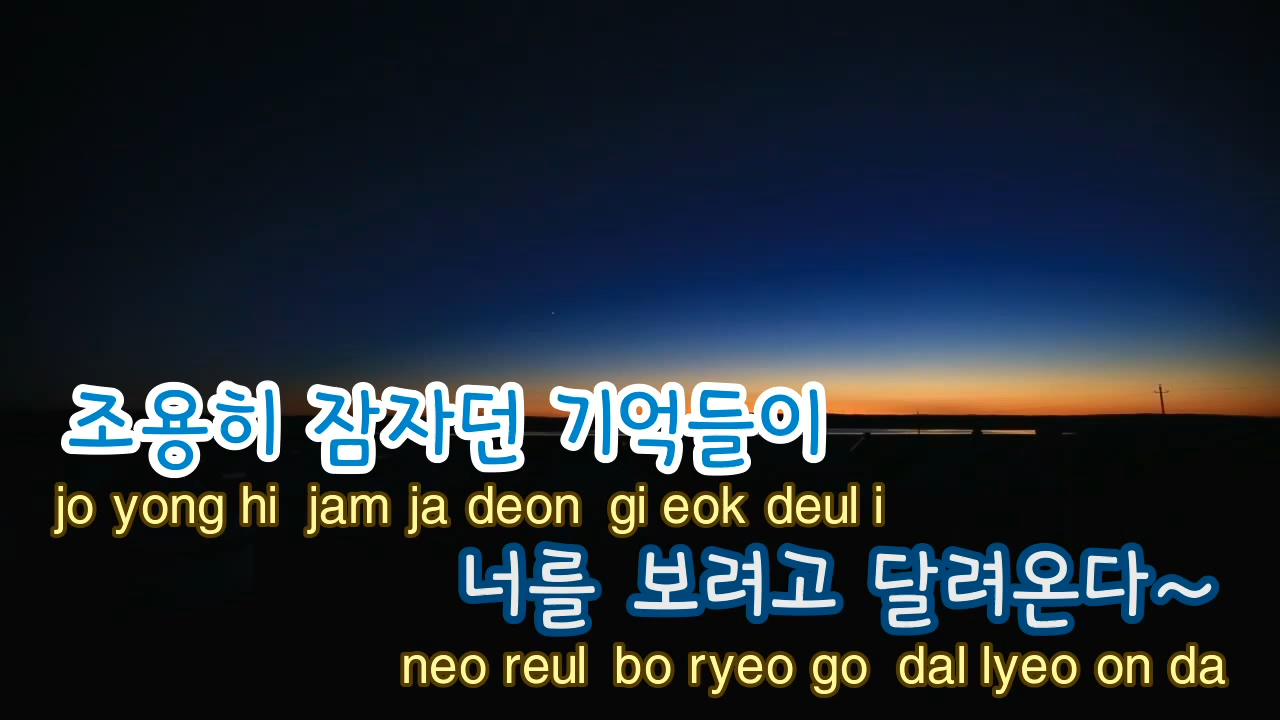 조용히 잠자던 기억들이
jo yong hi jam ja deon gi eok deul i
너를 보려고 달려온다~
neo reul bo ryeo go dal lyeo on da